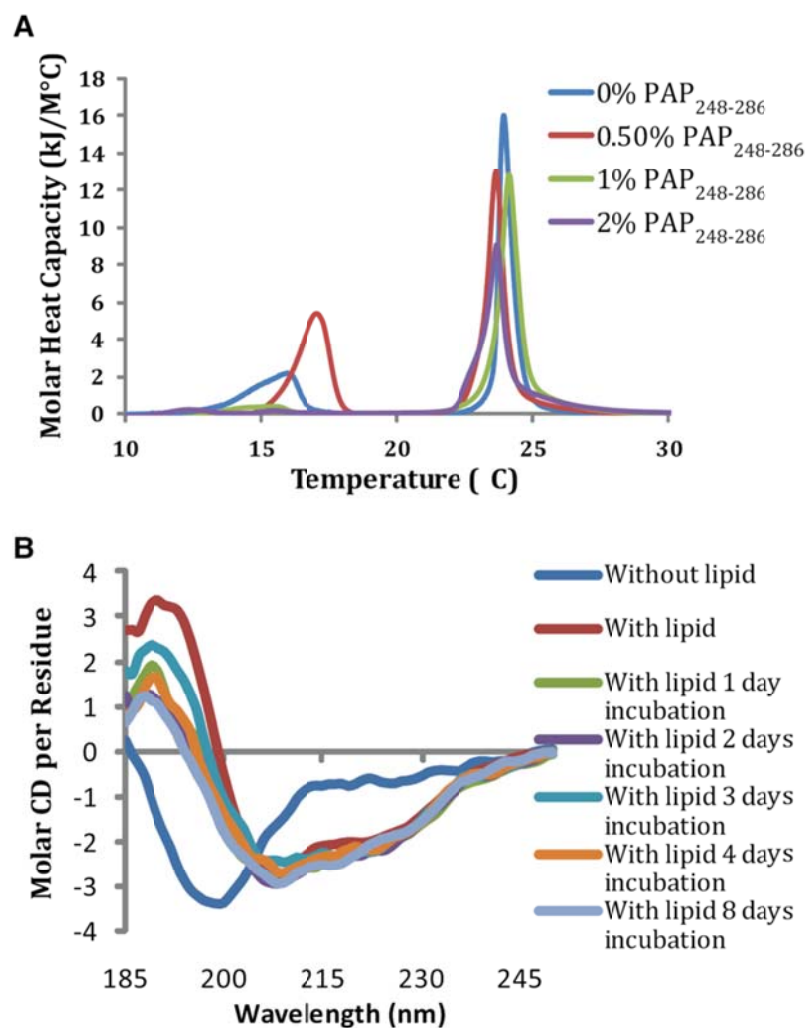 A
Molar Heat Capacity (kJ/M°C)
18
16
14
12
10
8
6
4
2
0
10
15
20
25
30
Temperature ( C)
0% PAP248-286
0.50% PAP248-286
1% PAP248-286
2% PAP248-286
B
Molar CD per Residue
4
3
2
1
0
-1
-2
-3
-4
185
200
215
230
245
Wavelength (nm)
Without lipid
With lipid
With lipid 1 day
incubation
With lipid 2 days
incubation
With lipid 3 days
incubation
With lipid 4 days
incubation
With lipid 8 days
incubation